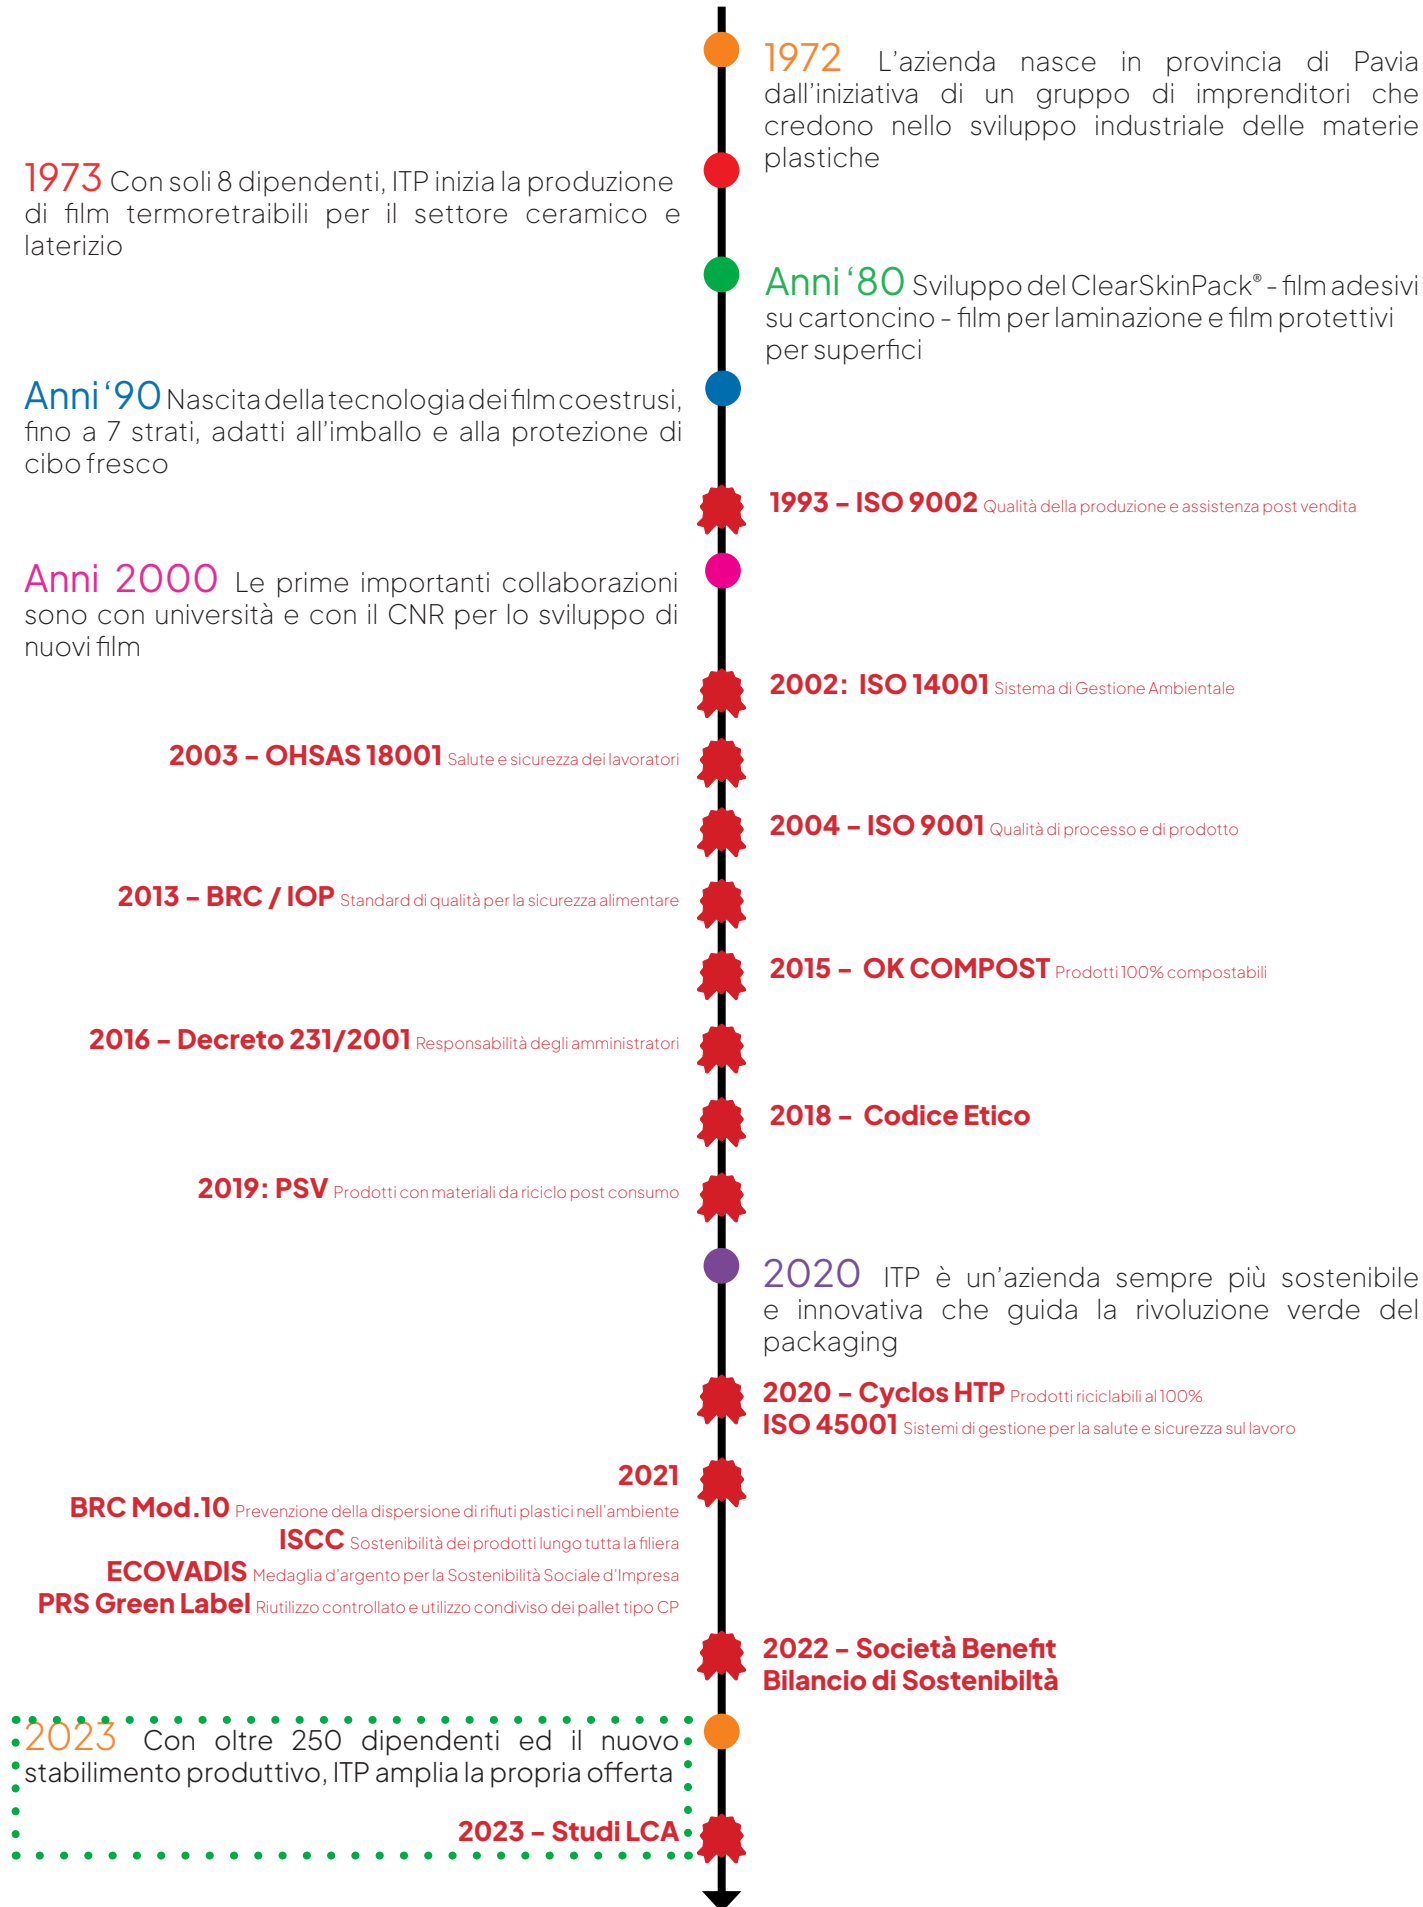 1972 L’azienda nasce in provincia di Pavia
dall’iniziativa di un gruppo di imprenditori che
credono nello sviluppo industriale delle materie
plastiche
1973 Con soli 8 dipendenti, ITP inizia la produzione
di film termoretraibili per il settore ceramico e
laterizio
Anni ‘80 Sviluppo del ClearSkinPack® - film adesivi
su cartoncino - film per laminazione e film protettivi
per superfici
Anni ‘90 Nascita della tecnologia dei film coestrusi,
fino a 7 strati, adatti all’imballo e alla protezione di
cibo fresco
1993 – ISO 9002 Qualità della produzione e assistenza post vendita
Anni 2000 Le prime importanti collaborazioni
sono con università e con il CNR per lo sviluppo di
nuovi film
2002: ISO 14001 Sistema di Gestione Ambientale
2003 – OHSAS 18001 Salute e sicurezza dei lavoratori
2004 – ISO 9001 Qualità di processo e di prodotto
2013 – BRC / IOP Standard di qualità per la sicurezza alimentare
2015 – OK COMPOST Prodotti 100% compostabili
2016 – Decreto 231/2001 Responsabilità degli amministratori
2018 – Codice Etico
2019: PSV Prodotti con materiali da riciclo post consumo
2020 ITP è un’azienda sempre più sostenibile
e innovativa che guida la rivoluzione verde del
packaging
2020 – Cyclos HTP Prodotti riciclabili al 100%
ISO 45001 Sistemi di gestione per la salute e sicurezza sul lavoro
2021
BRC Mod.10 Prevenzione della dispersione di rifiuti plastici nell’ambiente
ISCC Sostenibilità dei prodotti lungo tutta la filiera
ECOVADIS Medaglia d’argento per la Sostenibilità Sociale d’Impresa
PRS Green Label Riutilizzo controllato e utilizzo condiviso dei pallet tipo CP
2022 – Società Benefit
Bilancio di Sostenibiltà
2023 Con oltre 250 dipendenti ed il nuovo
stabilimento produttivo, ITP amplia la propria offerta
2023 – Studi LCA